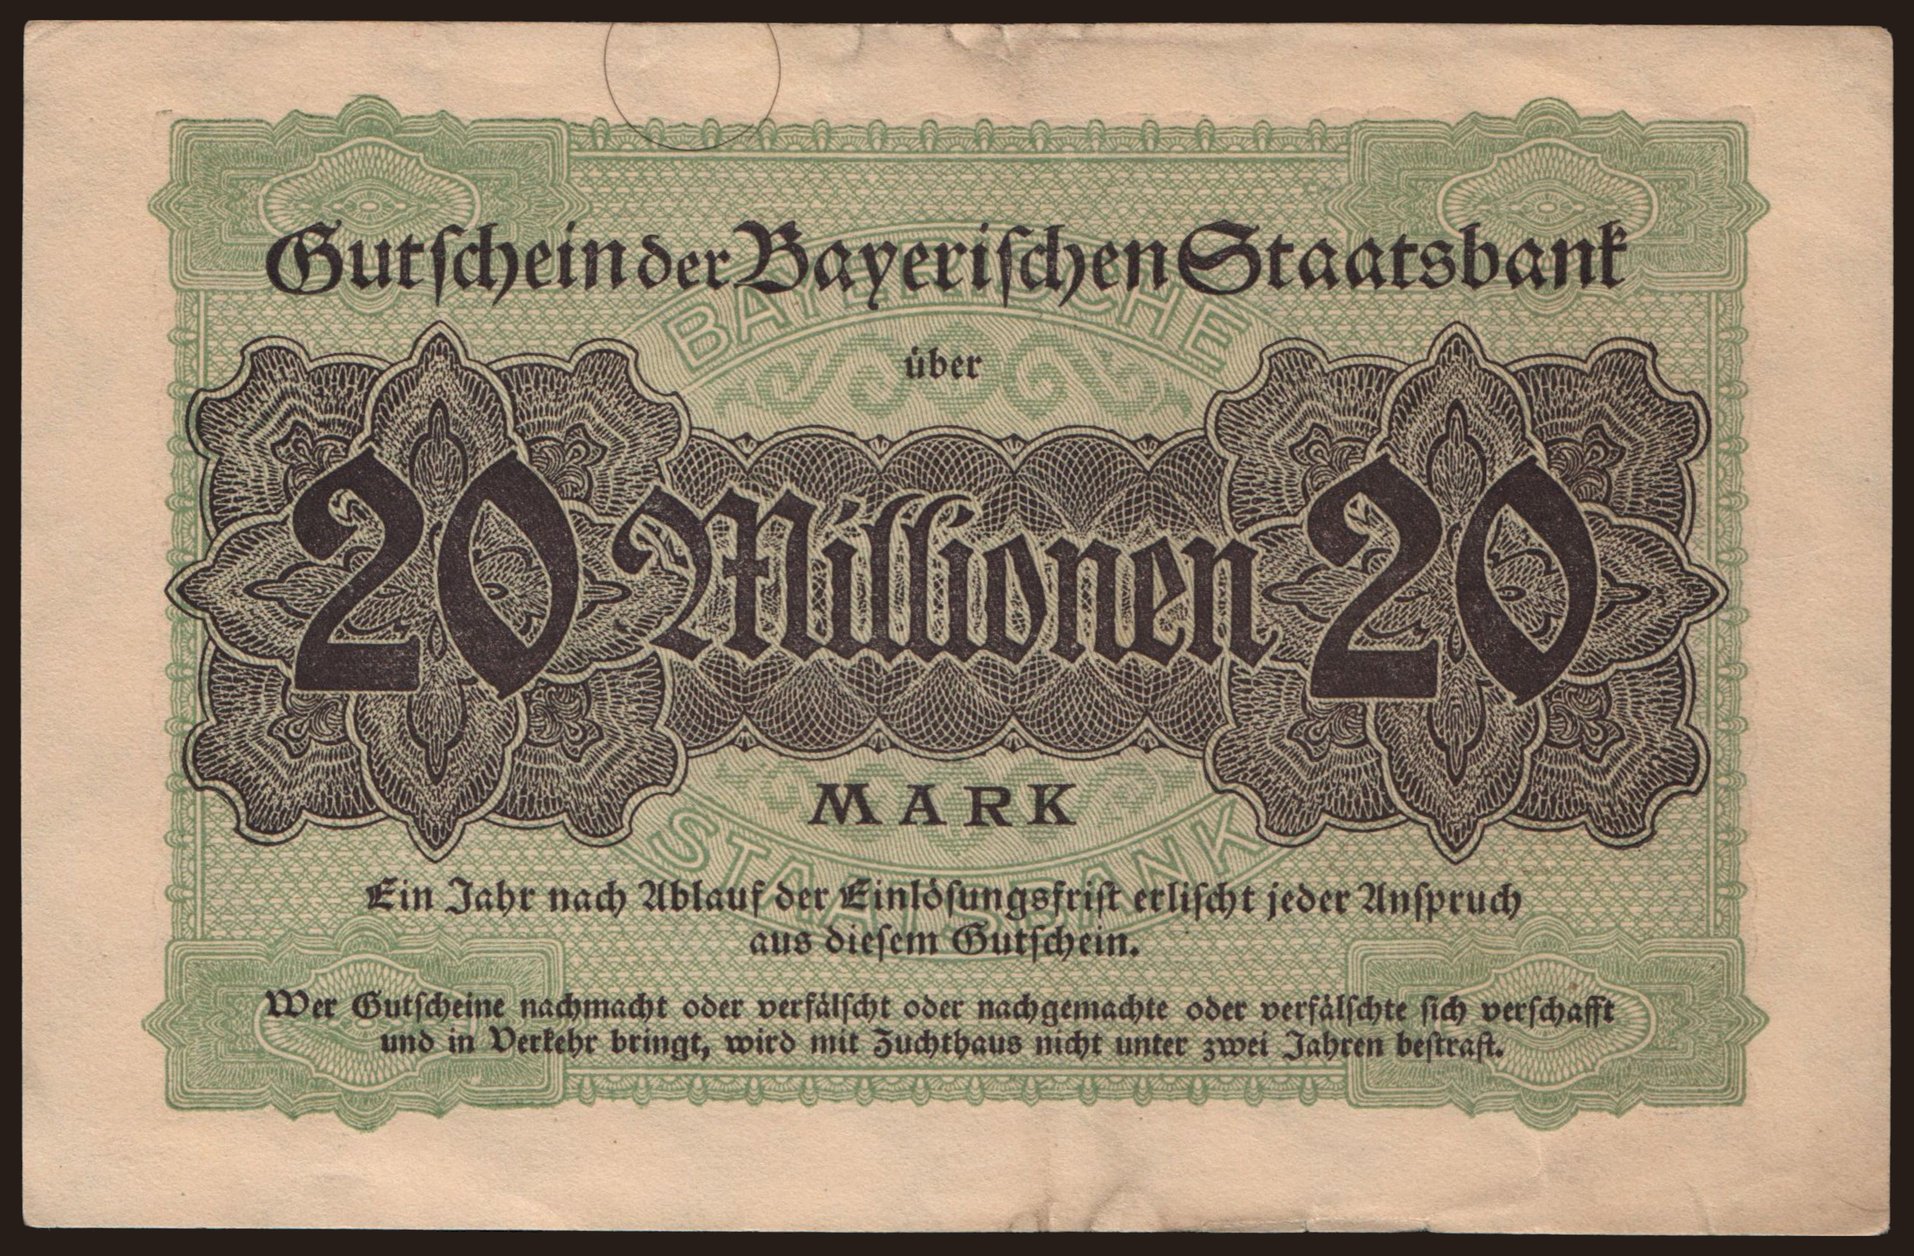 Gutschein der Bayerischen Staatsbank
BAYERISCHE
über
20 Millionen 20
MARK
STAATSBANK
Ein Jahr nach Ablauf der Einlösungsfrist erlischt jeder Anspruch
aus diesem Gutschein.
Wer Gutscheine nachmacht oder verfälscht oder nachgemachte oder verfälschte sich verschafft
und in Verkehr bringt, wird mit Zuchthaus nicht unter zwei Jahren bestraft.